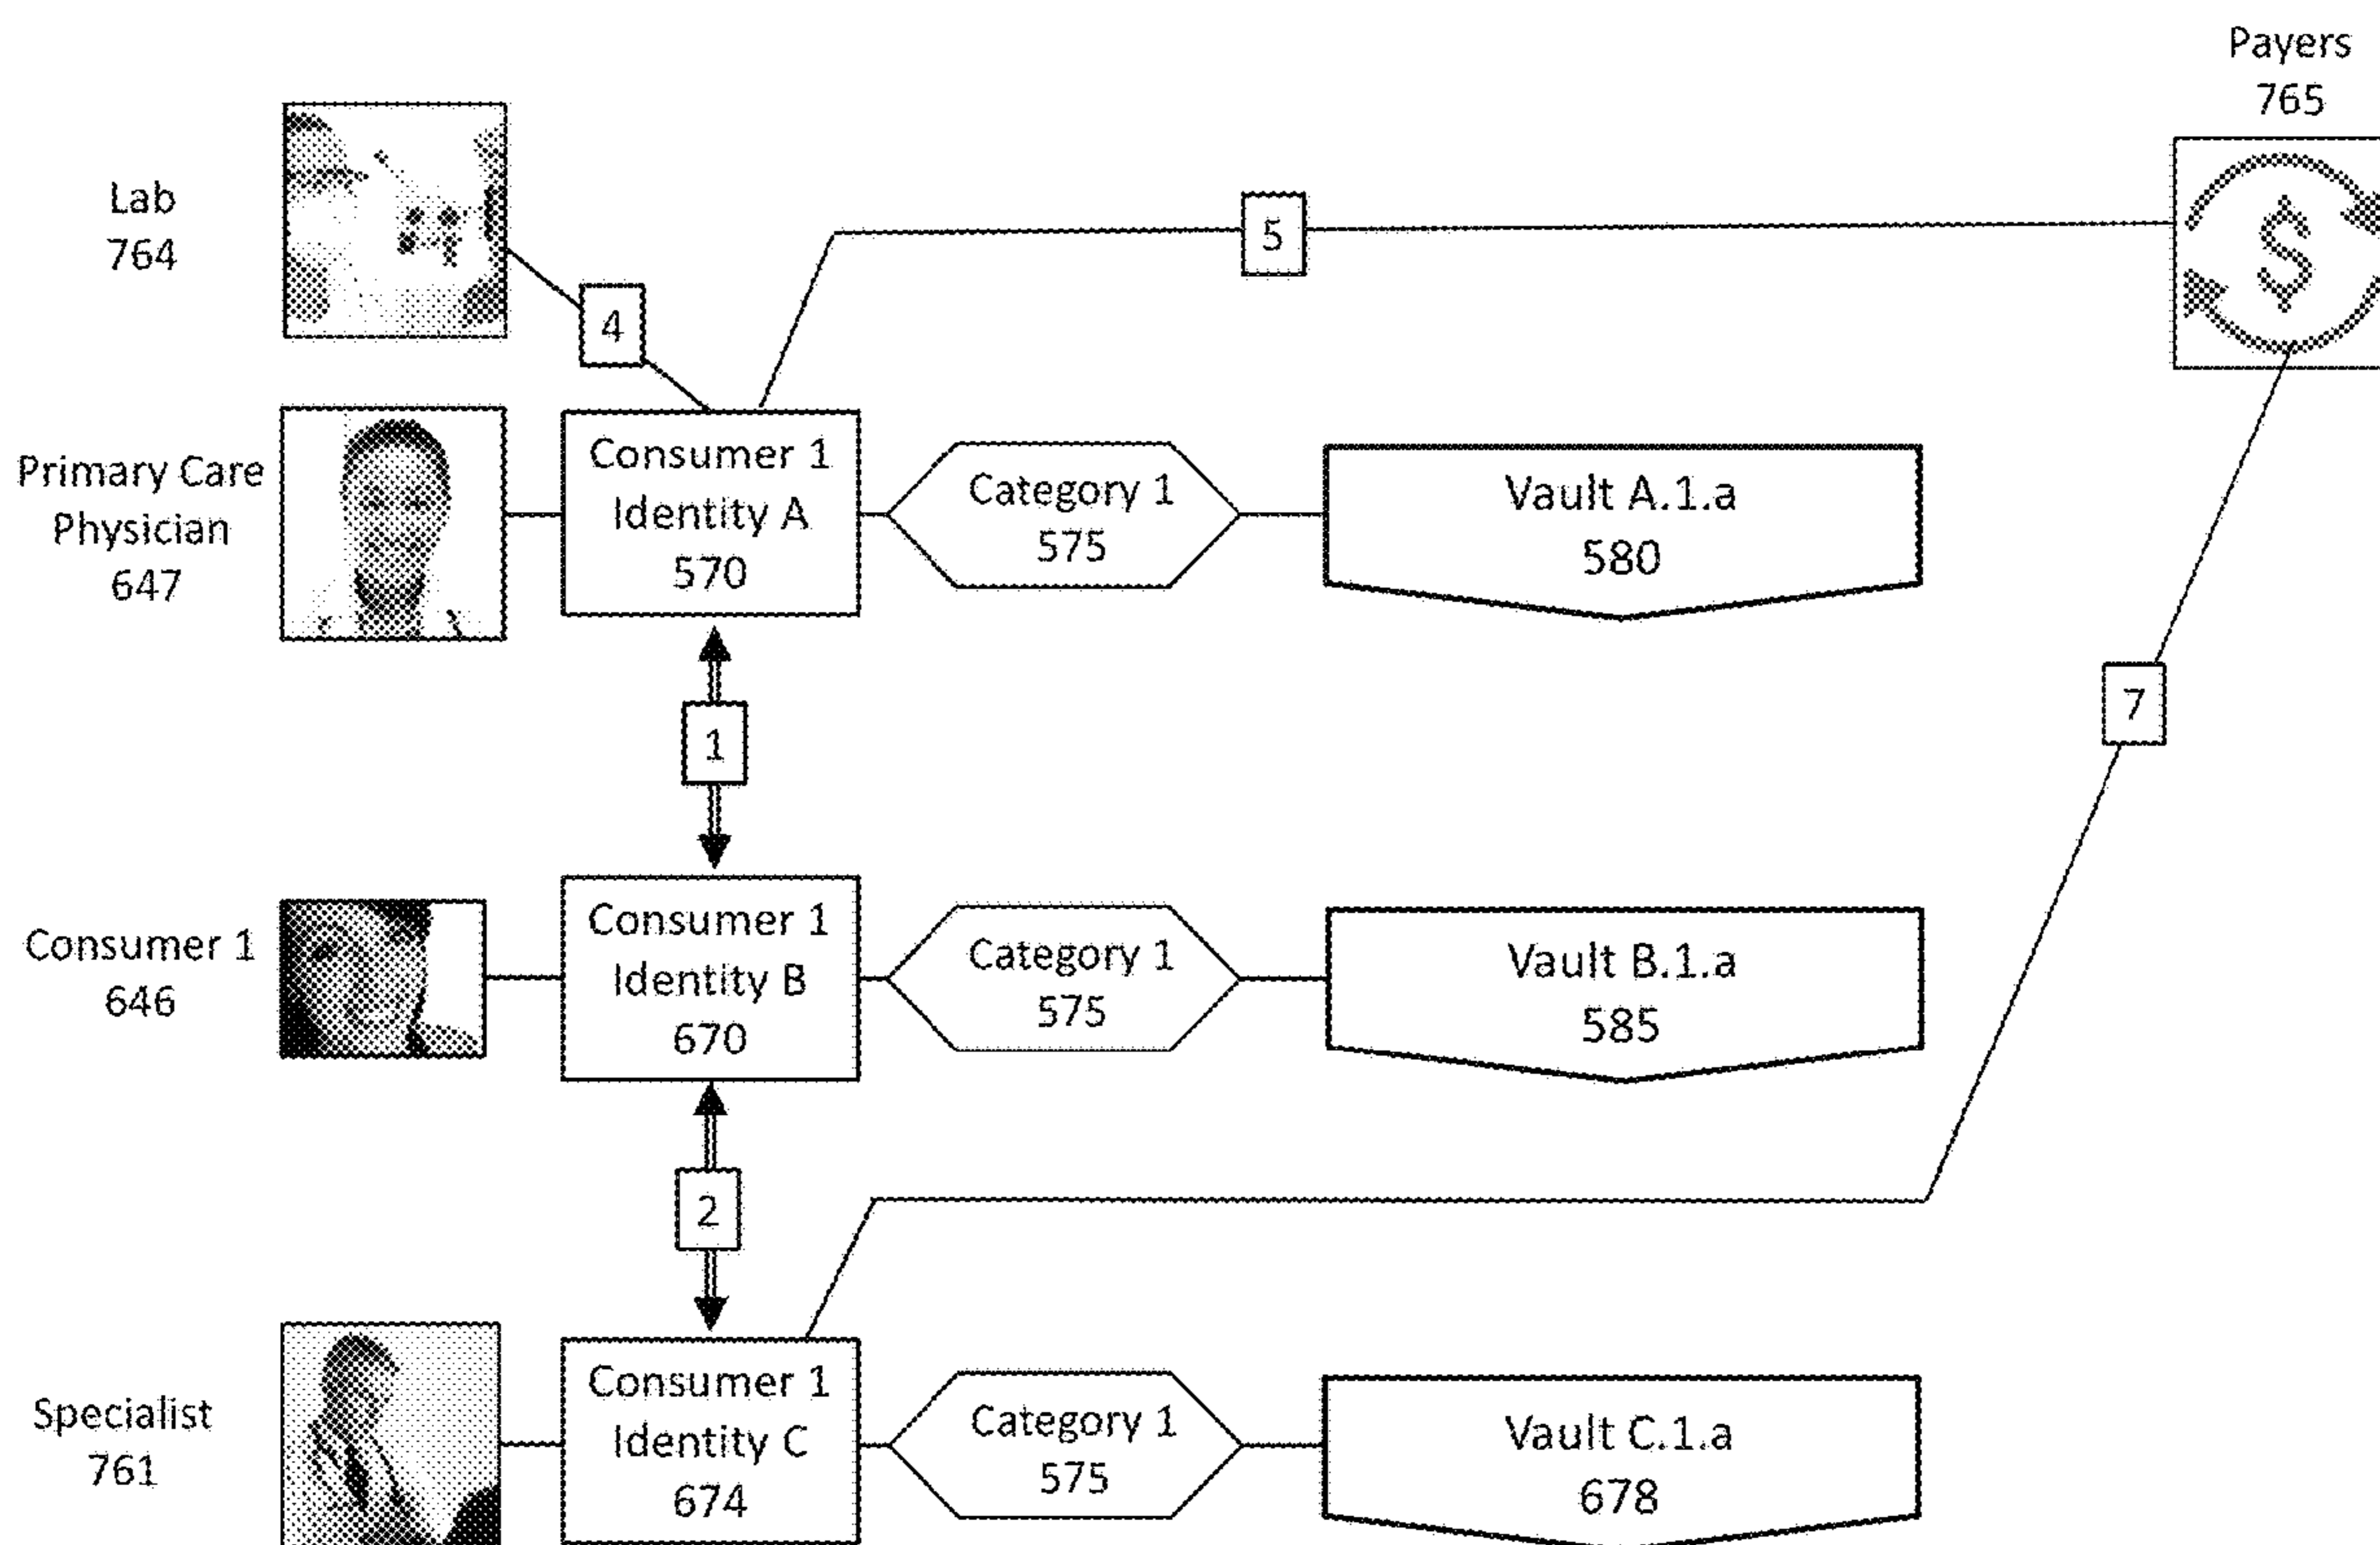 Payers
765
Lab
764
5
4
Primary Care
Physician
647
Consumer 1
Identity A
570
Category 1
575
Vault A.1.a
580
7
1
Consumer 1
646
Consumer 1
Identity B
670
Category 1
575
Vault B.1.a
585
2
Specialist
761
Consumer 1
Identity C
674
Category 1
575
Vault C.1.a
678
$